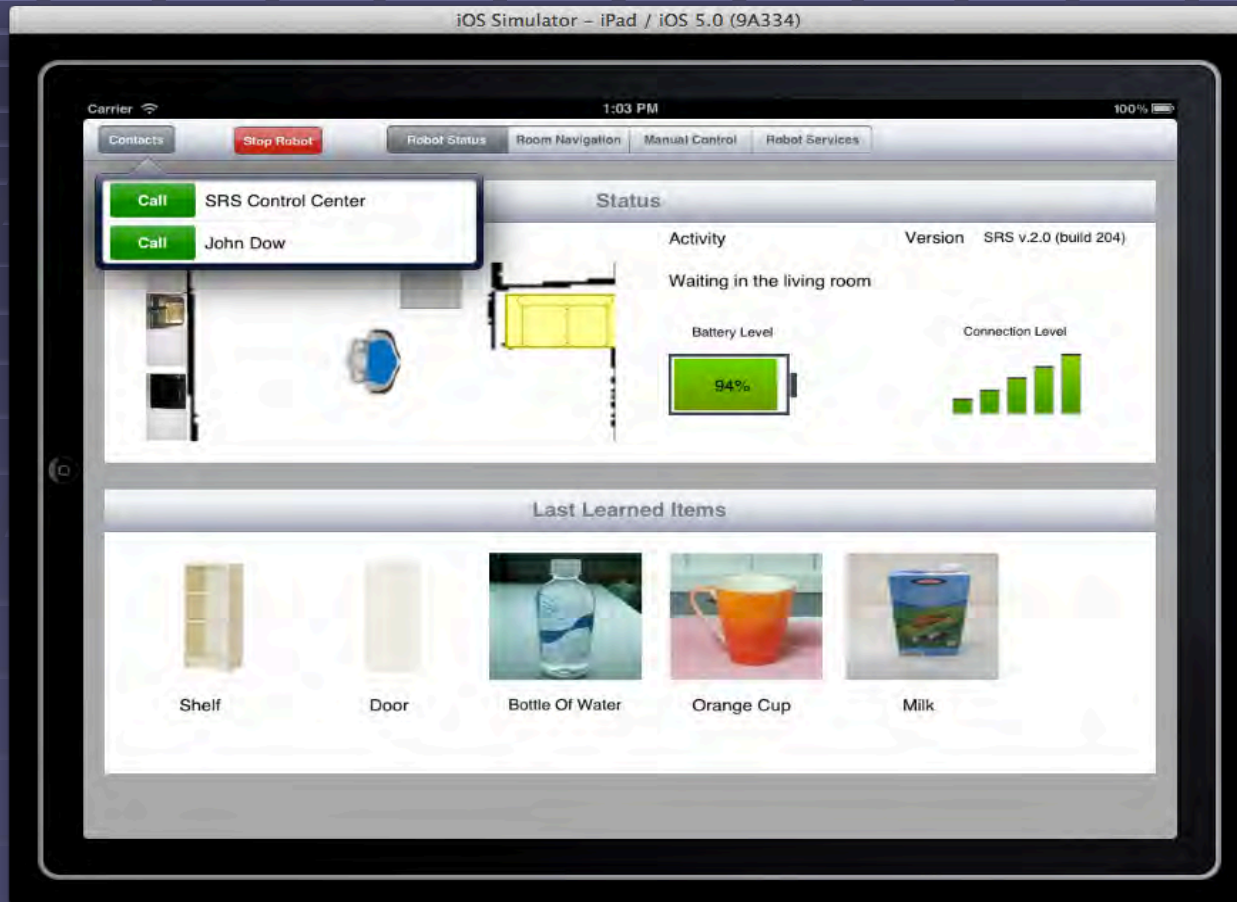 iOS Simulator – iPad / iOS 5.0 (9A334)
Carrier 1:03 PM 100%
Contacts Stop Robot Robot Status Room Navigation Manual Control Robot Services
Call SRS Control Center
Call John Dow
Status
Activity Version SRS v.2.0 (build 204)
Waiting in the living room
Battery Level Connection Level
94%
Last Learned Items
Shelf Door Bottle Of Water Orange Cup Milk